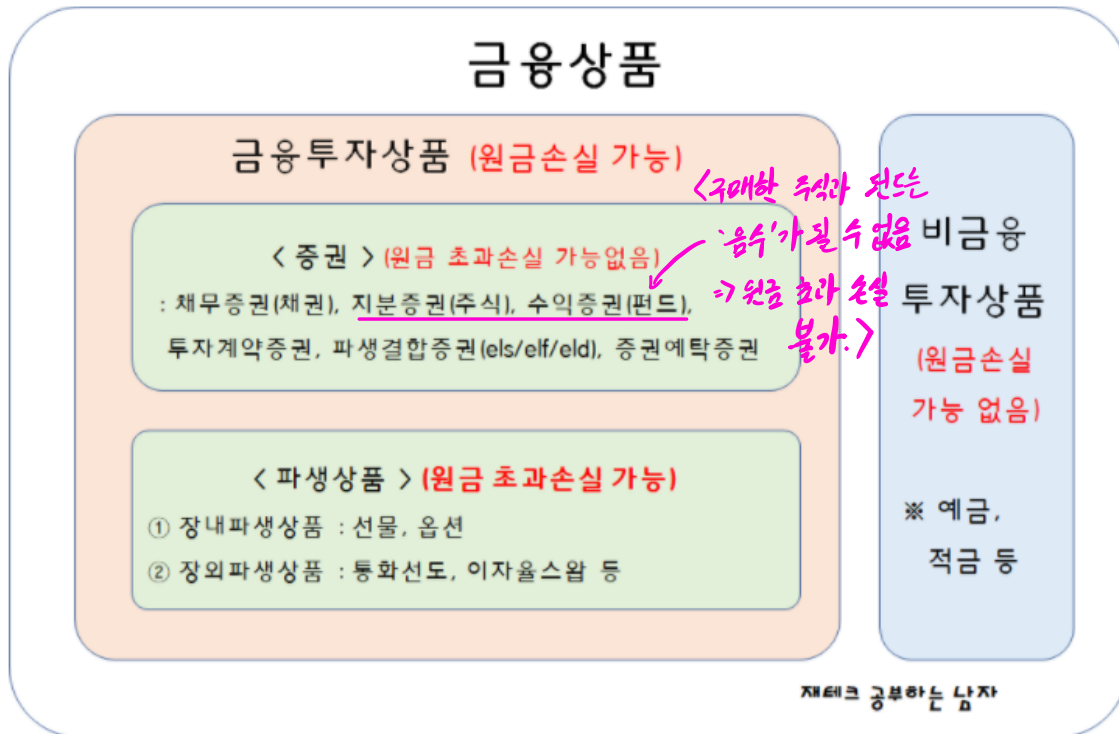 금융상품
금융투자상품 (원금손실 가능)
<구매한 주식과 펀드는
'음수'가 될 수 없음
=> 원금 초과 손실
불가.>
< 증권 > (원금 초과손실 가능없음)
: 채무증권(채권), 지분증권(주식), 수익증권(펀드),
투자계약증권, 파생결합증권(els/elf/eld), 증권예탁증권
< 파생상품 > (원금 초과손실 가능)
① 장내파생상품 : 선물, 옵션
② 장외파생상품 : 통화선도, 이자율스왑 등
비금융
투자상품
(원금손실
가능 없음)
※ 예금,
적금 등
재테크 공부하는 남자